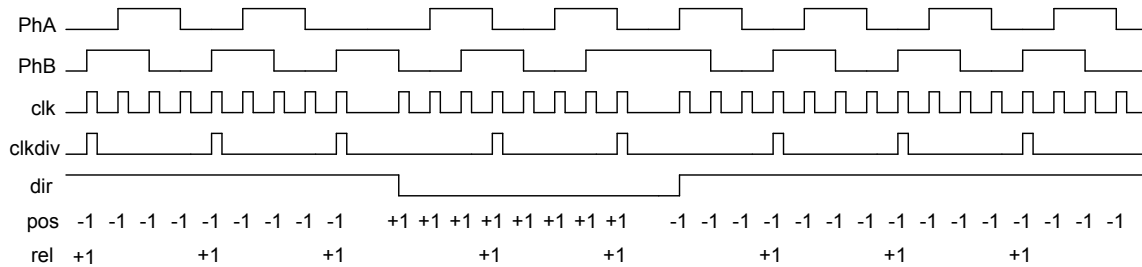 PhA
PhB
clk
clkdiv
dir
pos -1 -1 -1 -1 -1 -1 -1 -1 -1 +1 +1 +1 +1 +1 +1 +1 +1 -1 -1 -1 -1 -1 -1 -1 -1 -1 -1 -1 -1 -1 -1 -1
rel +1 +1 +1 +1 +1 +1 +1 +1